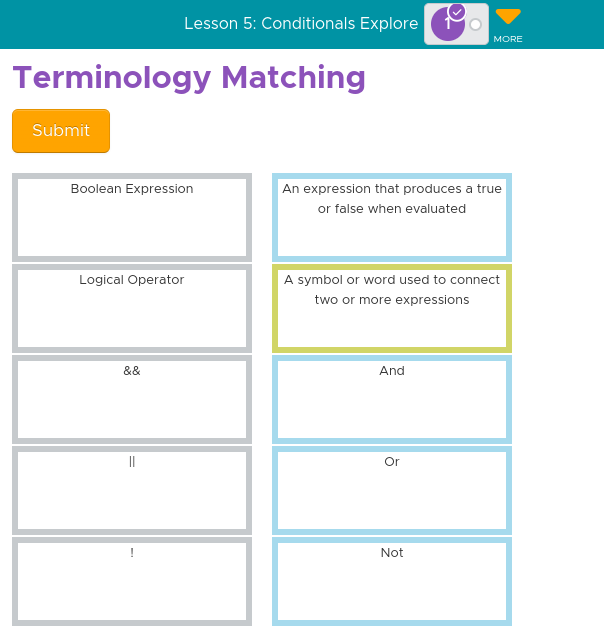 Lesson 5: Conditionals Explore
1
MORE
Terminology Matching
Submit
Boolean Expression
An expression that produces a true
or false when evaluated
Logical Operator
A symbol or word used to connect
two or more expressions
&&
And
||
Or
!
Not